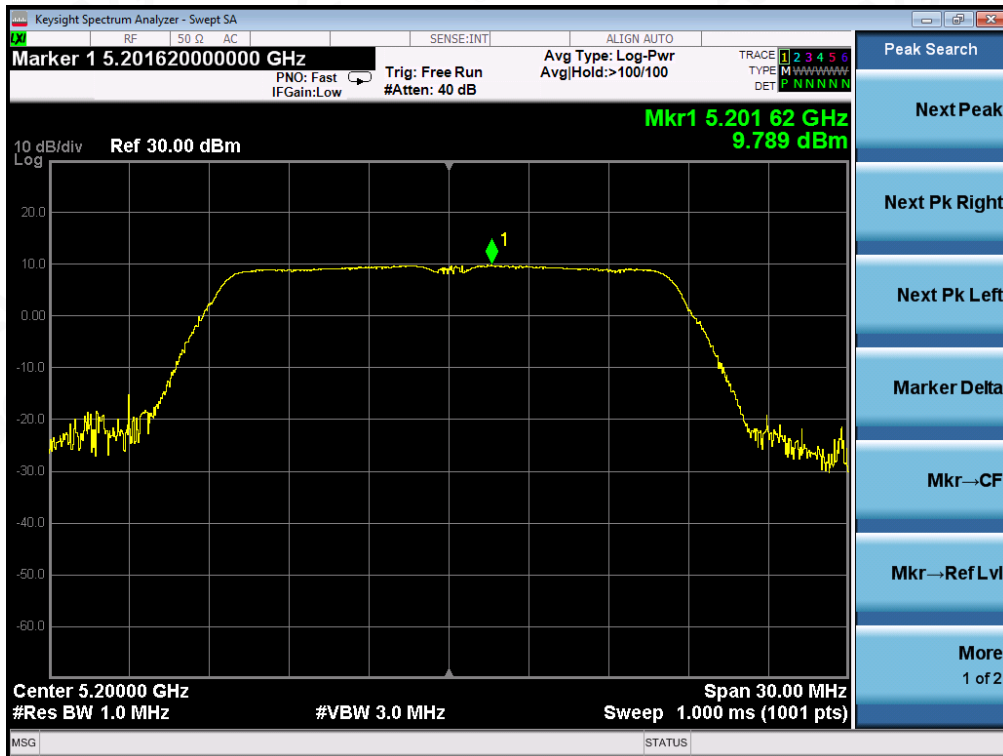 Keysight Spectrum Analyzer - Swept SA
LXI RF 50 Ω AC SENSE:INT ALIGN AUTO
Marker 1 5.201620000000 GHz
PNO: Fast
IFGain:Low
Trig: Free Run
#Atten: 40 dB
Avg Type: Log-Pwr
Avg|Hold:>100/100
TRACE 1 2 3 4 5 6
TYPE M WWWWW
DET P N N N N N
Mkr1 5.201 62 GHz
9.789 dBm
10 dB/div
Log
Ref 30.00 dBm
20.0
10.0
0.00
-10.0
-20.0
-30.0
-40.0
-50.0
-60.0
1
Center 5.20000 GHz
#Res BW 1.0 MHz
#VBW 3.0 MHz
Span 30.00 MHz
Sweep 1.000 ms (1001 pts)
MSG
STATUS
Peak Search
Next Peak
Next Pk Right
Next Pk Left
Marker Delta
Mkr→CF
Mkr→Ref Lvl
More
1 of 2